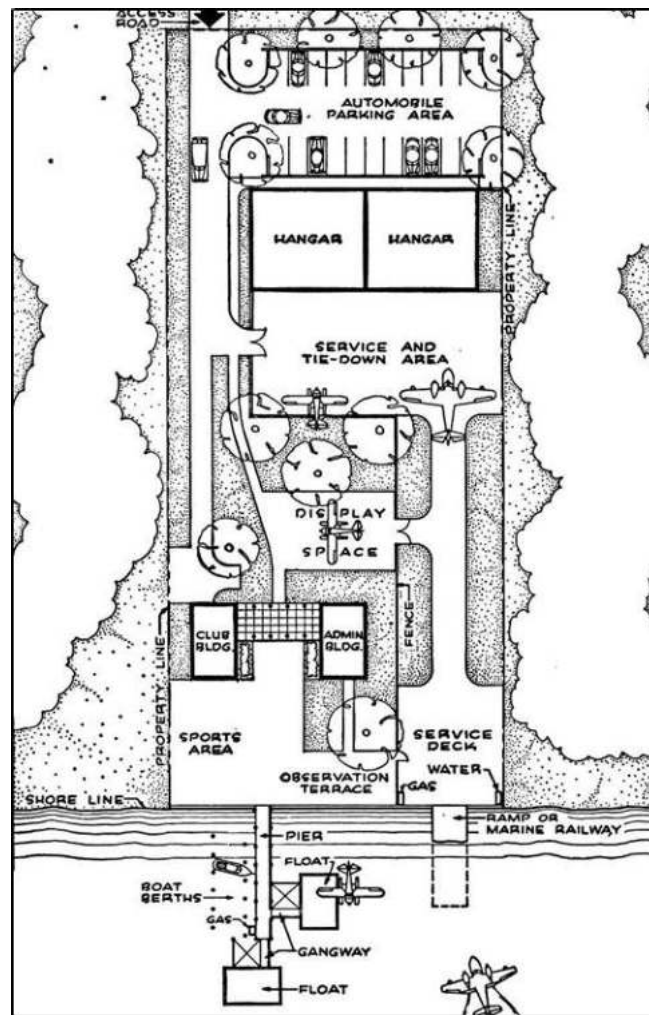 ACCESS
ROAD
AUTOMOBILE
PARKING AREA
HANGAR
HANGAR
PROPERTY LINE
SERVICE AND
TIE-DOWN AREA
DISPLAY
SPACE
CLUB
BLDG.
ADMIN.
BLDG.
FENCE
PROPERTY LINE
SPORTS
AREA
SERVICE
DECK
OBSERVATION
TERRACE
WATER
GAS
SHORE LINE
PIER
RAMP OR
MARINE RAILWAY
FLOAT
BOAT
BERTHS
GAS
GANGWAY
FLOAT